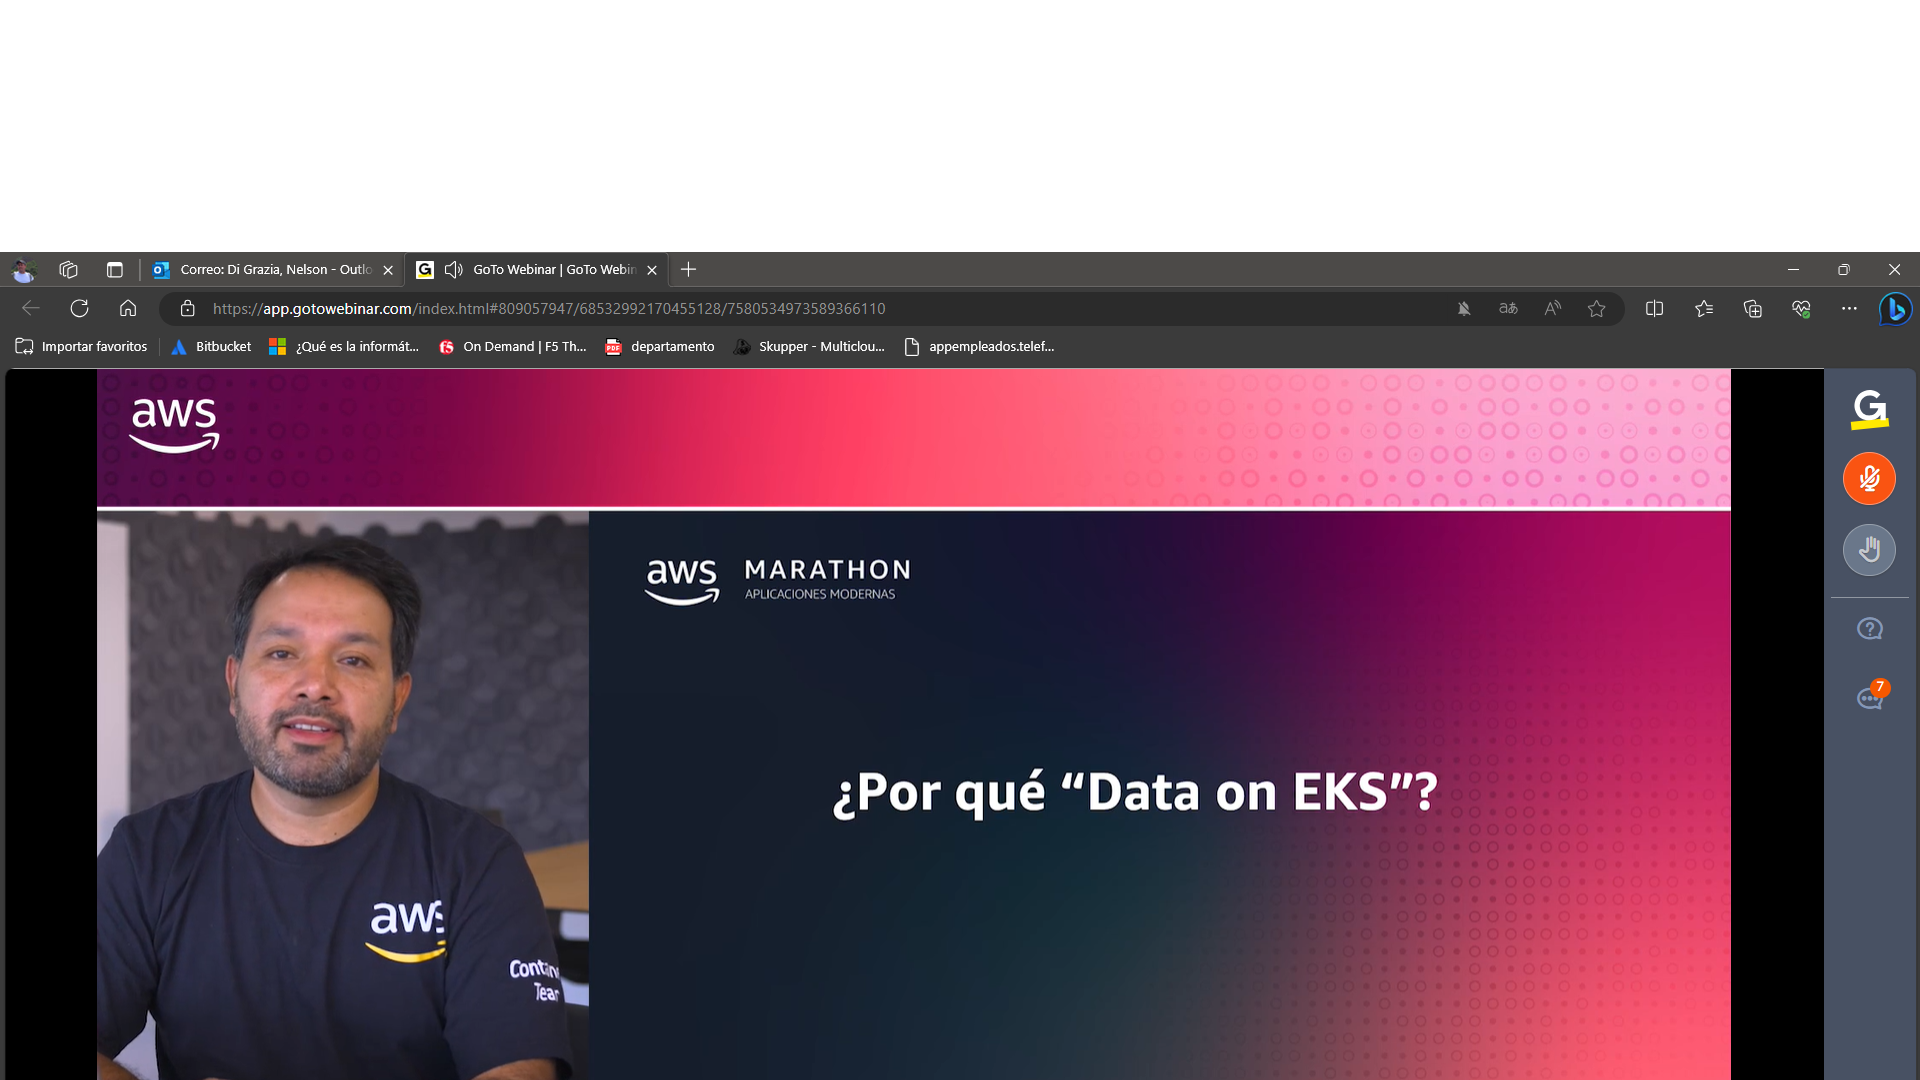 Correo: Di Grazia, Nelson - Outlo
GoTo Webinar | GoTo Webin
https://app.gotowebinar.com/index.html#809057947/68532992170455128/7580534973589366110
Importar favoritos
Bitbucket
¿Qué es la informát...
On Demand | F5 Th...
departamento
Skupper - Multiclou...
appempleados.telef...
aws
G
7
aws MARATHON
APLICACIONES MODERNAS
¿Por qué “Data on EKS”?
aws
Contain
Tear